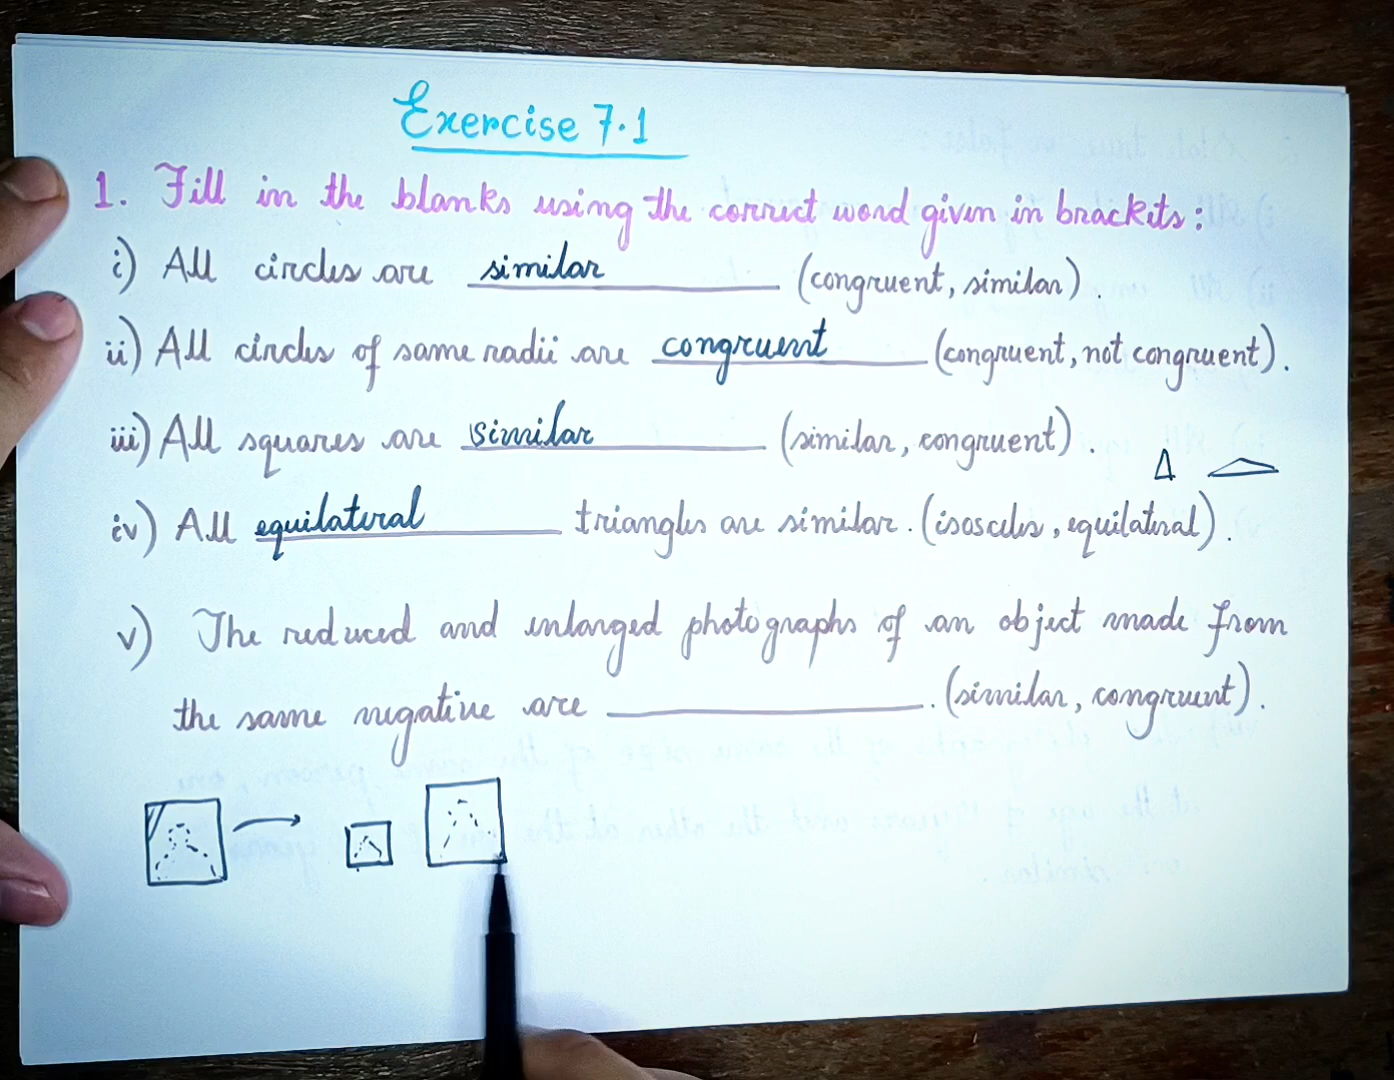 Exercise 7.1
1. Fill in the blanks using the correct word given in brackets:
i) All circles are similar (congruent, similar).
ii) All circles of same radii are congruent (congruent, not congruent).
iii) All squares are similar (similar, congruent).
iv) All equilateral triangles are similar. (isosceles, equilateral).
v) The reduced and enlarged photographs of an object made from
the same negative are ____________. (similar, congruent).